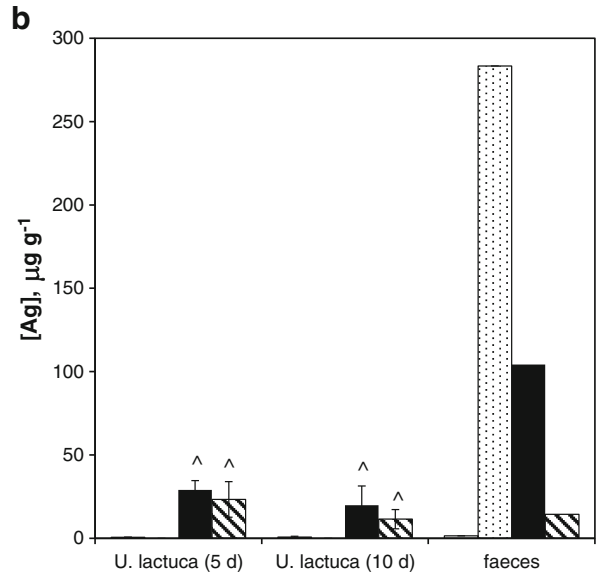 b
300
250
200
150
100
50
0
[Ag], µg g-1
^ ^ ^ ^
U. lactuca (5 d) U. lactuca (10 d) faeces